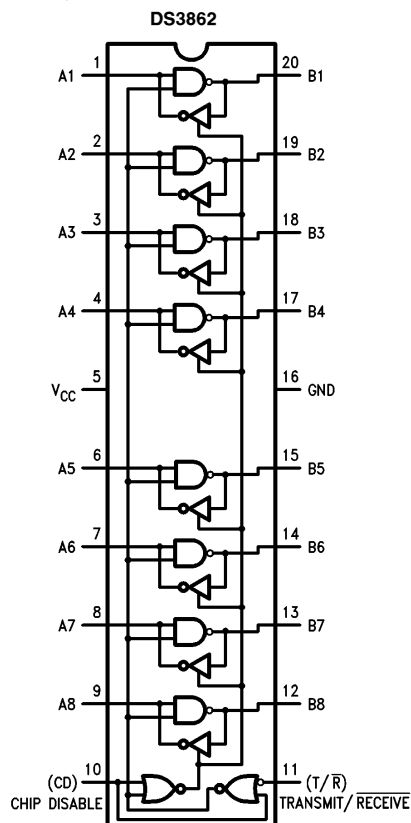 DS3862
1 20
A1 B1
2 19
A2 B2
3 18
A3 B3
4 17
A4 B4
5 16
VCC GND
6 15
A5 B5
7 14
A6 B6
8 13
A7 B7
9 12
A8 B8
10 11
(CD) (T/R̅)
CHIP DISABLE TRANSMIT/R̅E̅C̅E̅I̅V̅E̅